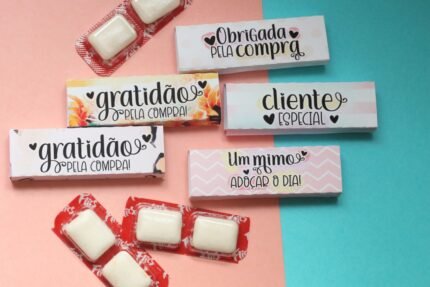 Obrigada
PELA compra
gratidão
PELA COMPRA!
cliente
ESPECIAL
gratidão
PELA COMPRA!
Um mimo
ADOÇAR O DIA!